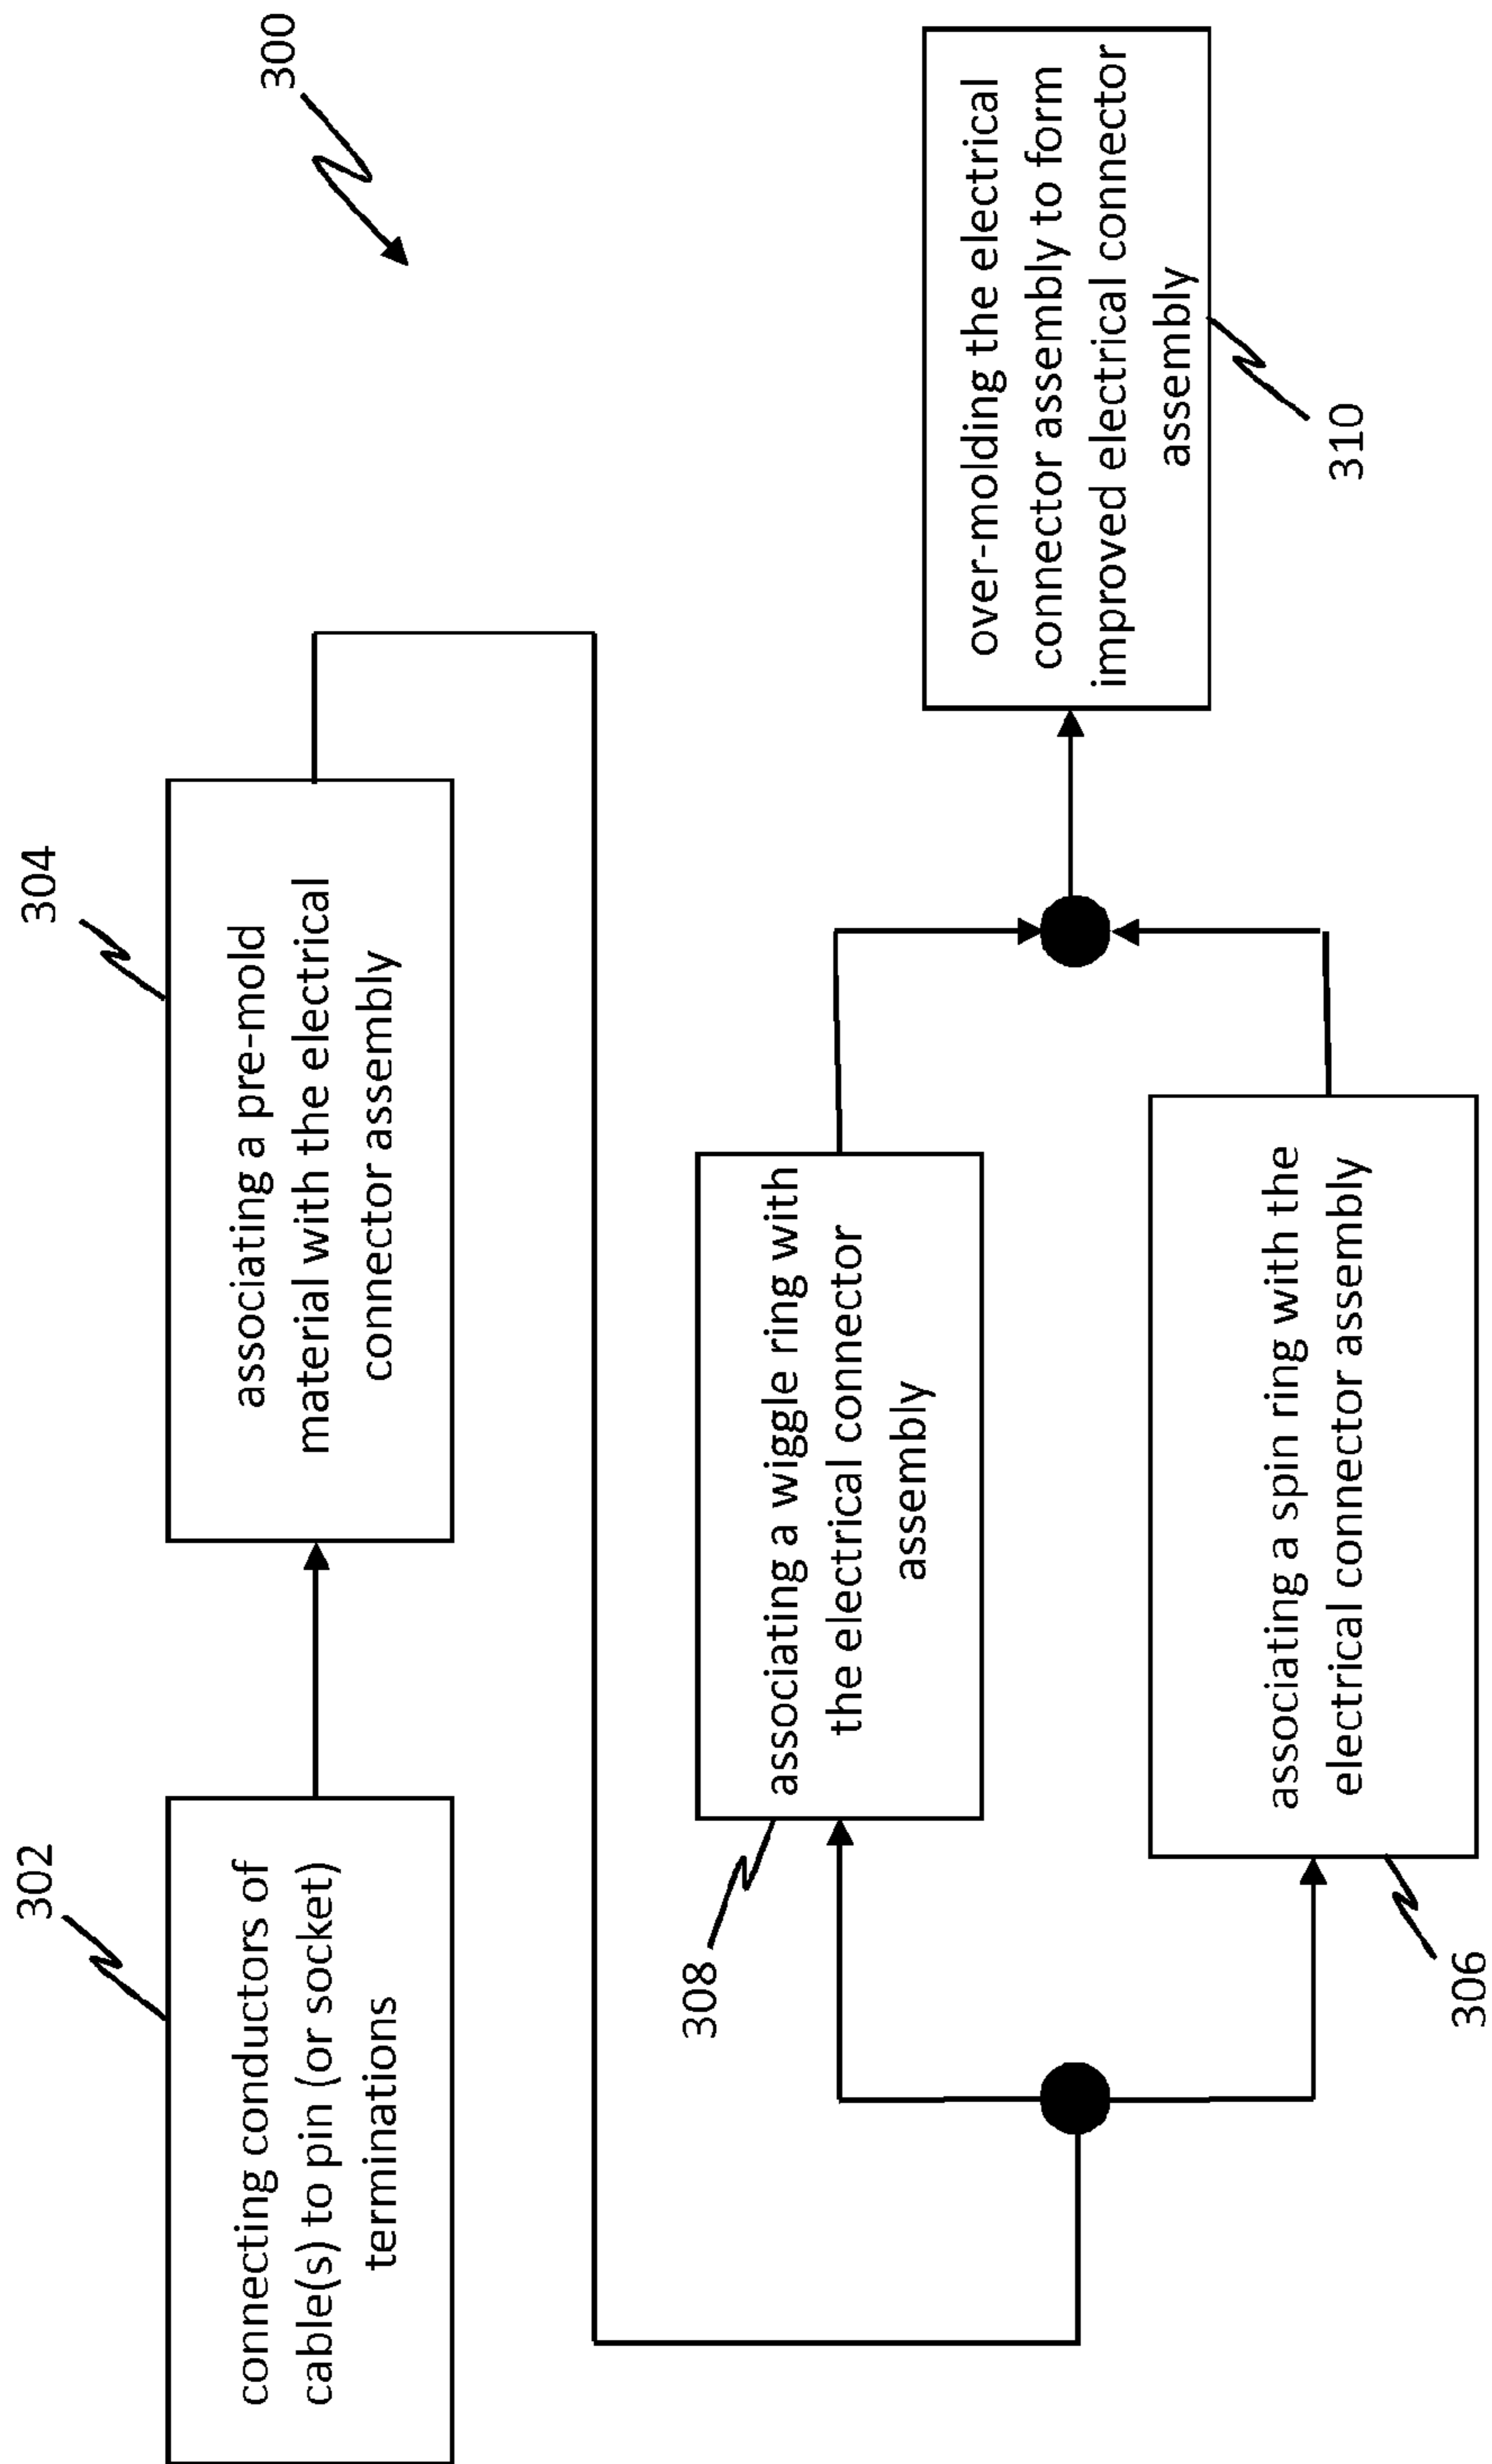 300
302
connecting conductors of
cable(s) to pin (or socket)
terminations
304
associating a pre-mold
material with the electrical
connector assembly
308
associating a wiggle ring with
the electrical connector
assembly
306
associating a spin ring with the
electrical connector assembly
310
over-molding the electrical
connector assembly to form
improved electrical connector
assembly